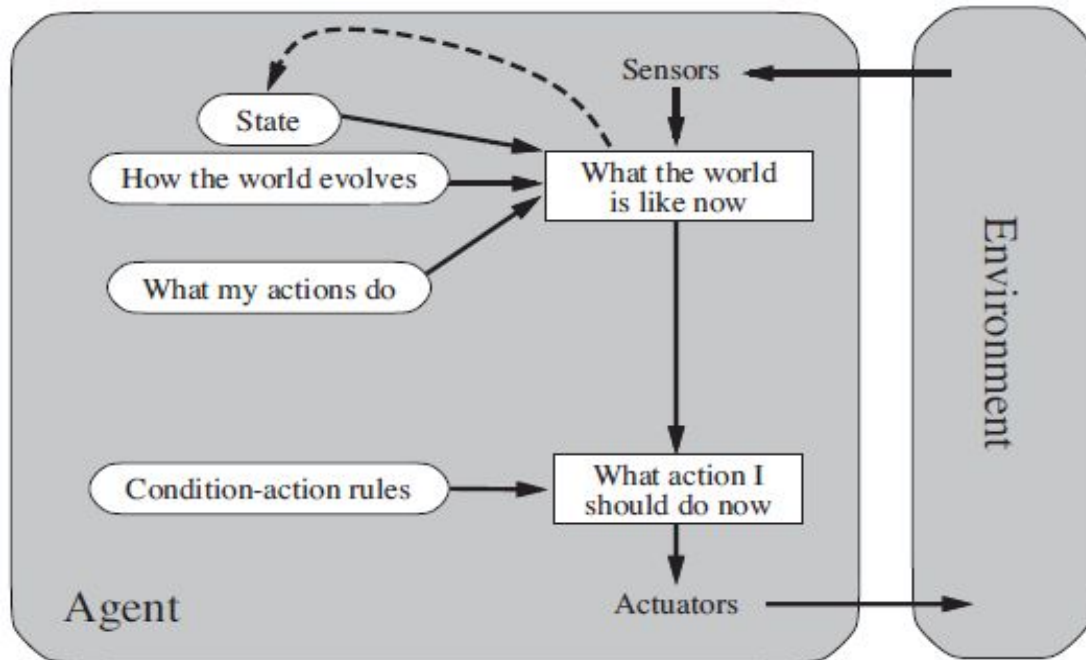 Sensors
State
How the world evolves
What the world
is like now
What my actions do
Environment
Condition-action rules
What action I
should do now
Agent
Actuators